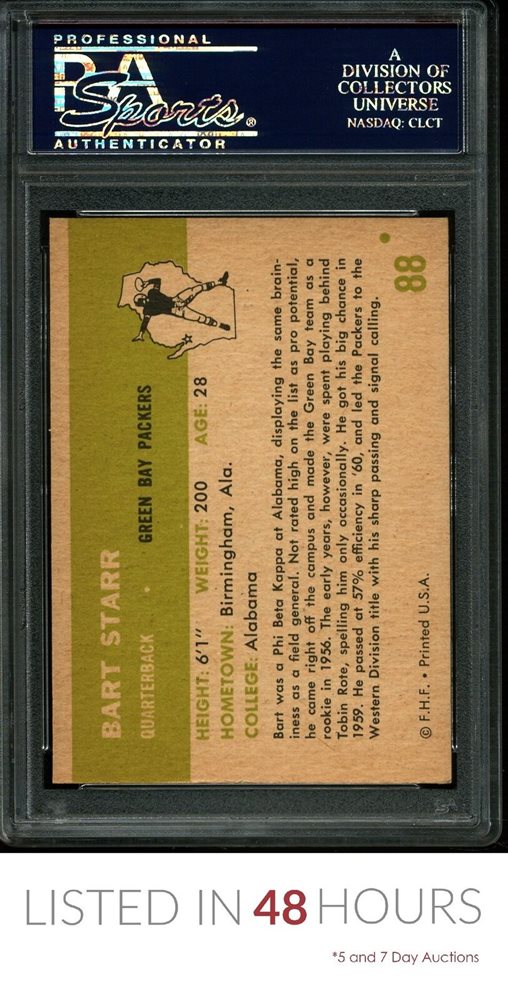 PROFESSIONAL
PSA
Sports®
AUTHENTICATOR
A
DIVISION OF
COLLECTORS
UNIVERSE
NASDAQ: CLCT
BART STARR
QUARTERBACK • GREEN BAY PACKERS
HEIGHT: 6'1" WEIGHT: 200 AGE: 28
HOMETOWN: Birmingham, Ala.
COLLEGE: Alabama
Bart was a Phi Beta Kappa at Alabama, displaying the same brain-
iness as a field general. Not rated high on the list as pro potential,
he came right off the campus and made the Green Bay team as a
rookie in 1956. The early years, however, were spent playing behind
Tobin Rote, spelling him only occasionally. He got his big chance in
1959. He passed at 57% efficiency in '60, and led the Packers to the
Western Division title with his sharp passing and signal calling.
88
© F.H.F. • Printed U.S.A.
LISTED IN 48 HOURS
*5 and 7 Day Auctions